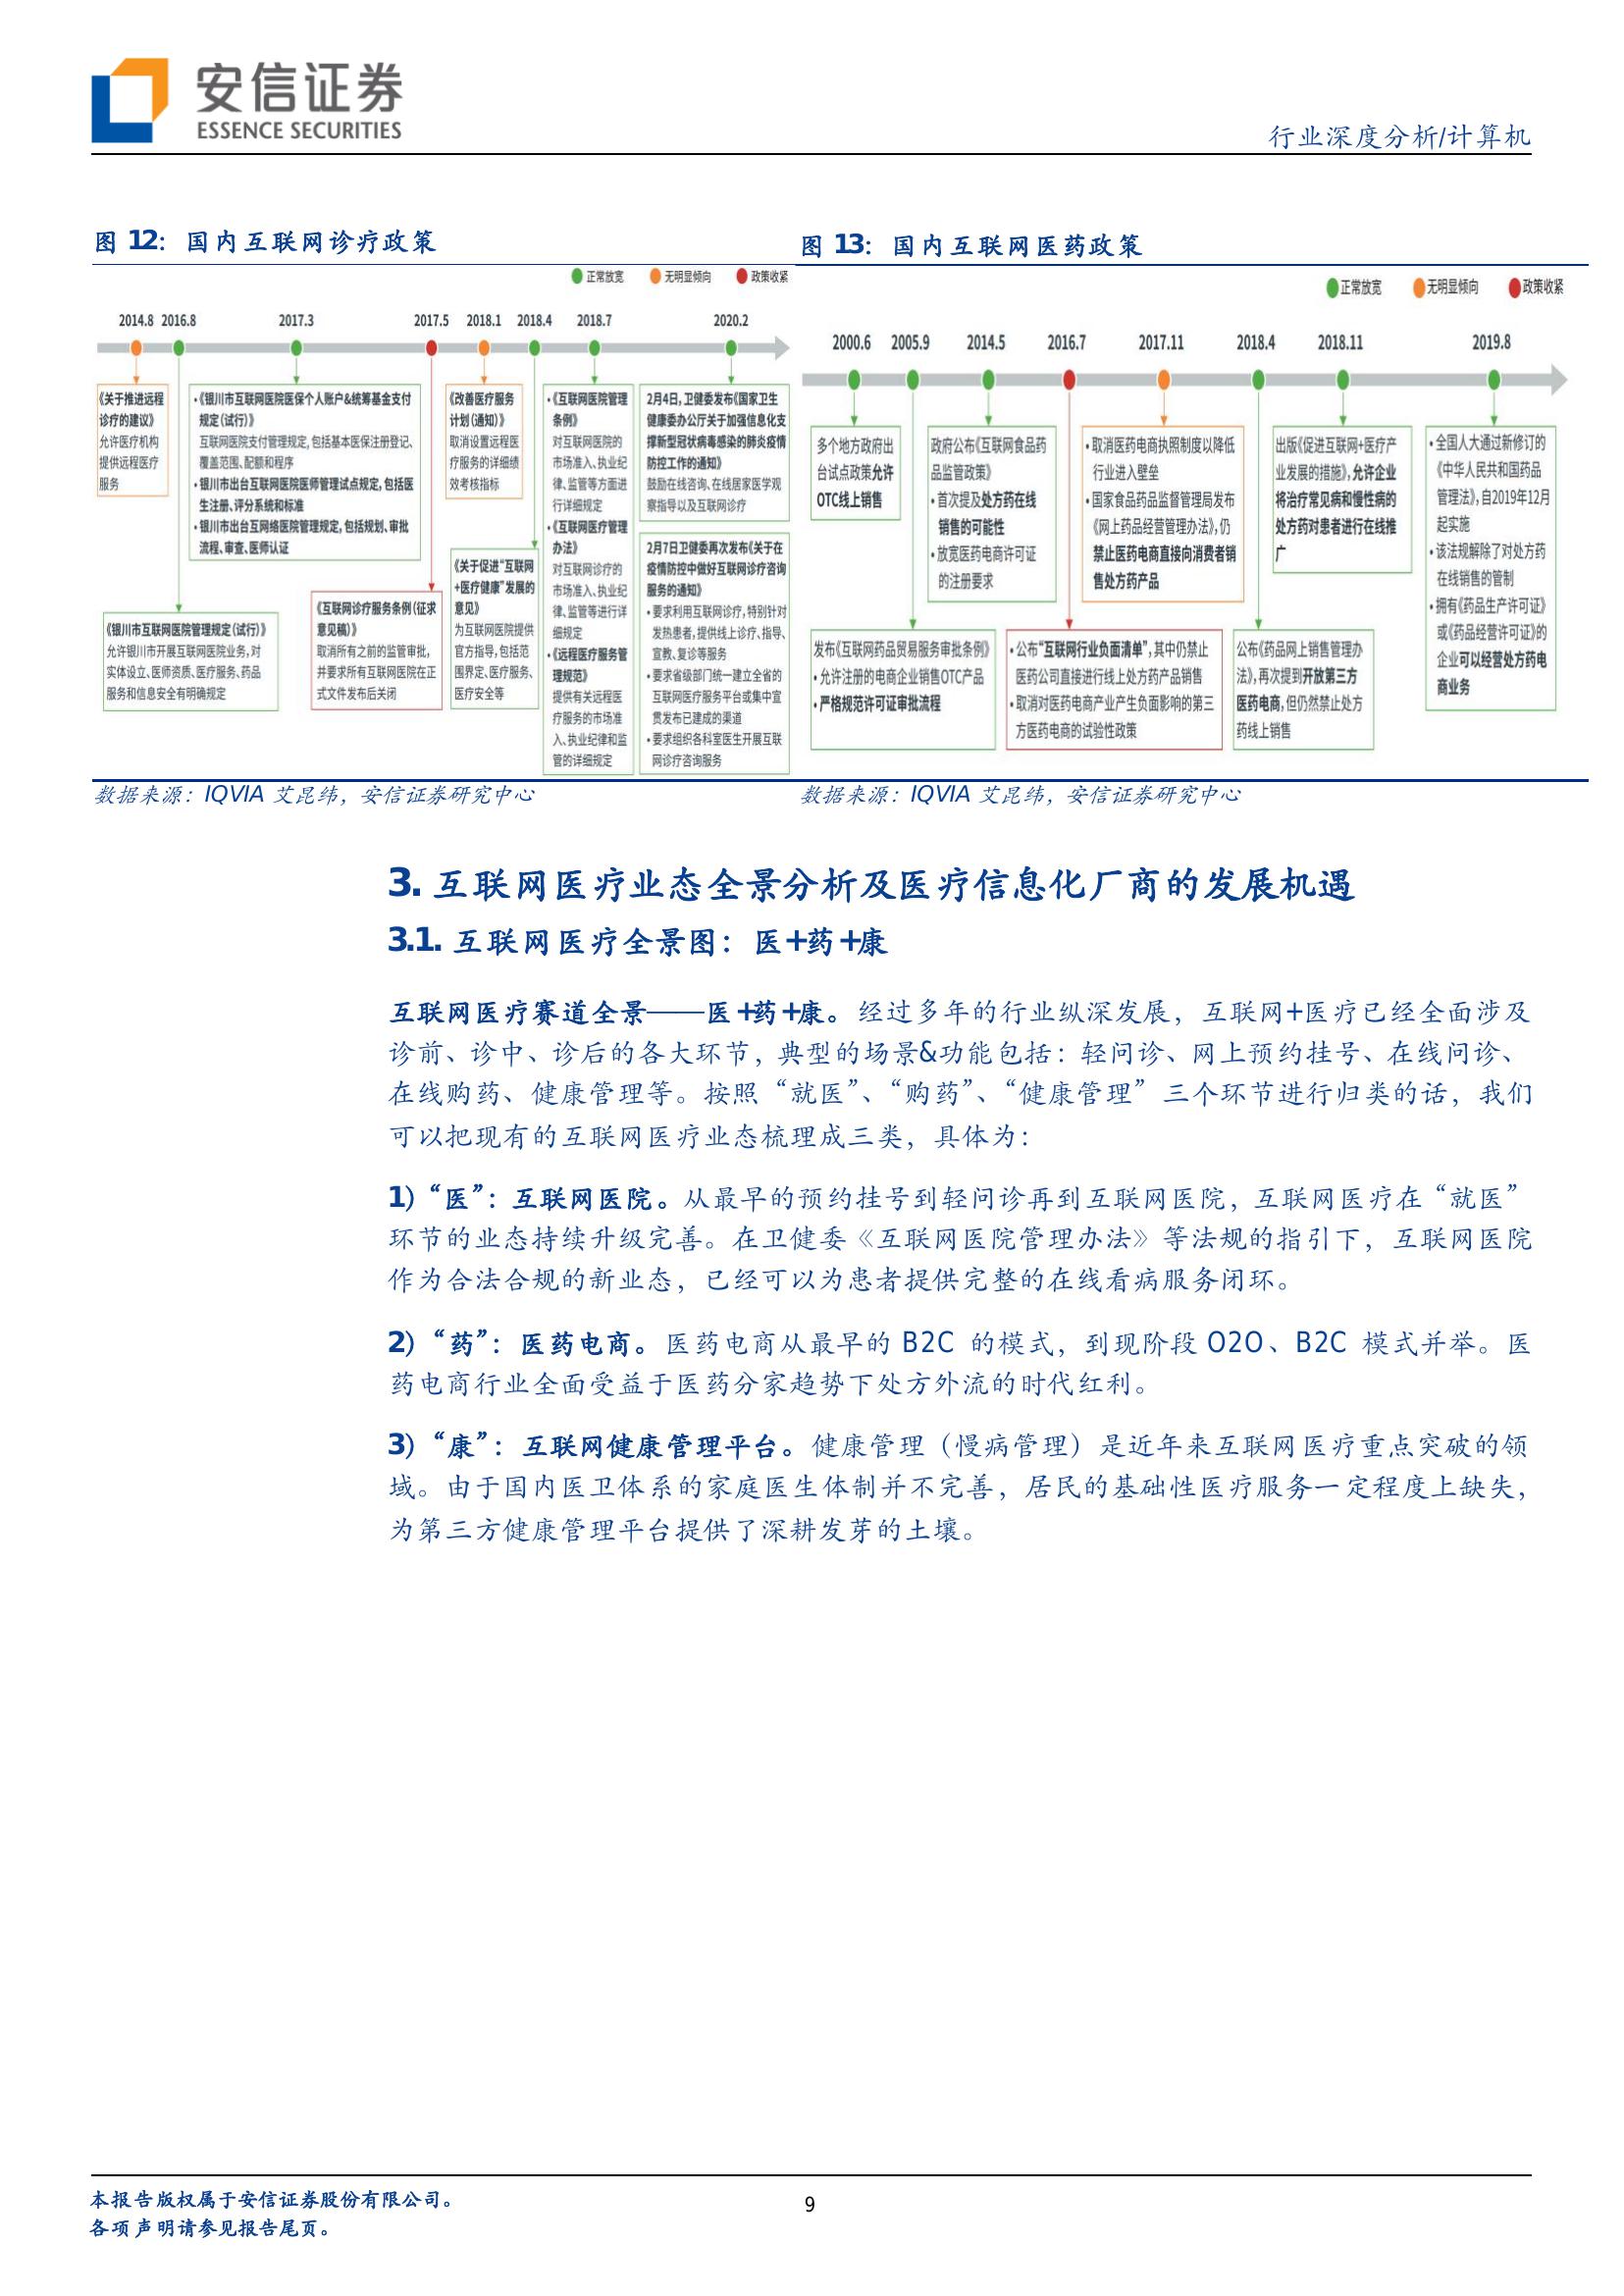 安信证券
ESSENCE SECURITIES
行业深度分析/计算机
图 12：国内互联网诊疗政策
正常放宽
无明显倾向
政策收紧
2014.8
2016.8
2017.3
2017.5
2018.1
2018.4
2018.7
2020.2
《关于推进远程
诊疗的建议》
允许医疗机构
提供远程医疗
服务
《银川市互联网医院管理规定（试行）》
允许银川市开展互联网医院业务，对
实体设立、医师资质、医疗服务、药品
服务和信息安全有明确规定
•《银川市互联网医院医保个人账户&统筹基金支付
规定（试行）》
互联网医院支付管理规定，包括基本医保注册登记、
覆盖范围、配额和程序
•银川市出台互联网医院医师管理试点规定，包括医
生注册、评分系统和标准
•银川市出台互网络医院管理规定，包括规划、审批
流程、审查、医师认证
《互联网诊疗服务条例（征求
意见稿）》
取消所有之前的监管审批，
并要求所有互联网医院在正
式文件发布后关闭
《改善医疗服务
计划（通知）》
取消设置远程医
疗服务的详细绩
效考核指标
《关于促进“互联网
+医疗健康”发展的
意见》
为互联网医院提供
官方指导，包括范
围界定、医疗服务、
医疗安全等
•《互联网医院管理
条例》
对互联网医院的
市场准入、执业纪
律、监管等方面进
行详细规定
•《互联网医疗管理
办法》
对互联网诊疗的
市场准入、执业纪
律、监管等进行详
细规定
•《远程医疗服务管
理规范》
提供有关远程医
疗服务的市场准
入、执业纪律和监
管的详细规定
2月4日，卫健委发布《国家卫生
健康委办公厅关于加强信息化支
撑新型冠状病毒感染的肺炎疫情
防控工作的通知》
鼓励在线咨询、在线居家医学观
察指导以及互联网诊疗
2月7日卫健委再次发布《关于在
疫情防控中做好互联网诊疗咨询
服务的通知》
•要求利用互联网诊疗，特别针对
发热患者，提供线上诊疗、指导、
宣教、复诊等服务
•要求省级部门统一建立全省的
互联网医疗服务平台或集中宣
贯发布已建成的渠道
•要求组织各科室医生开展互联
网诊疗咨询服务
数据来源：IQVIA 艾昆纬，安信证券研究中心
图 13：国内互联网医药政策
正常放宽
无明显倾向
政策收紧
2000.6
2005.9
2014.5
2016.7
2017.11
2018.4
2018.11
2019.8
多个地方政府出
台试点政策允许
OTC线上销售
发布《互联网药品贸易服务审批条例》
•允许注册的电商企业销售OTC产品
•严格规范许可证审批流程
政府公布《互联网食品药
品监管政策》
•首次提及处方药在线
销售的可能性
•放宽医药电商许可证
的注册要求
•公布“互联网行业负面清单”，其中仍禁止
医药公司直接进行线上处方药产品销售
•取消对医药电商产业产生负面影响的第三
方医药电商的试验性政策
•取消医药电商执照制度以降低
行业进入壁垒
•国家食品药品监督管理局发布
《网上药品经营管理办法》，仍
禁止医药电商直接向消费者销
售处方药产品
公布《药品网上销售管理办
法》，再次提到开放第三方
医药电商，但仍然禁止处方
药线上销售
出版《促进互联网+医疗产
业发展的措施》，允许企业
将治疗常见病和慢性病的
处方药对患者进行在线推
广
•全国人大通过新修订的
《中华人民共和国药品
管理法》，自2019年12月
起实施
•该法规解除了对处方药
在线销售的管制
•拥有《药品生产许可证》
或《药品经营许可证》的
企业可以经营处方药电
商业务
数据来源：IQVIA 艾昆纬，安信证券研究中心
3. 互联网医疗业态全景分析及医疗信息化厂商的发展机遇
3.1. 互联网医疗全景图：医+药+康
互联网医疗赛道全景——医+药+康。经过多年的行业纵深发展，互联网+医疗已经全面涉及
诊前、诊中、诊后的各大环节，典型的场景&功能包括：轻问诊、网上预约挂号、在线问诊、
在线购药、健康管理等。按照“就医”、“购药”、“健康管理”三个环节进行归类的话，我们
可以把现有的互联网医疗业态梳理成三类，具体为：
1）“医”：互联网医院。从最早的预约挂号到轻问诊再到互联网医院，互联网医疗在“就医”
环节的业态持续升级完善。在卫健委《互联网医院管理办法》等法规的指引下，互联网医院
作为合法合规的新业态，已经可以为患者提供完整的在线看病服务闭环。
2）“药”：医药电商。医药电商从最早的 B2C 的模式，到现阶段 O2O、B2C 模式并举。医
药电商行业全面受益于医药分家趋势下处方外流的时代红利。
3）“康”：互联网健康管理平台。健康管理（慢病管理）是近年来互联网医疗重点突破的领
域。由于国内医卫体系的家庭医生体制并不完善，居民的基础性医疗服务一定程度上缺失，
为第三方健康管理平台提供了深耕发芽的土壤。
本报告版权属于安信证券股份有限公司。
各项声明请参见报告尾页。
9